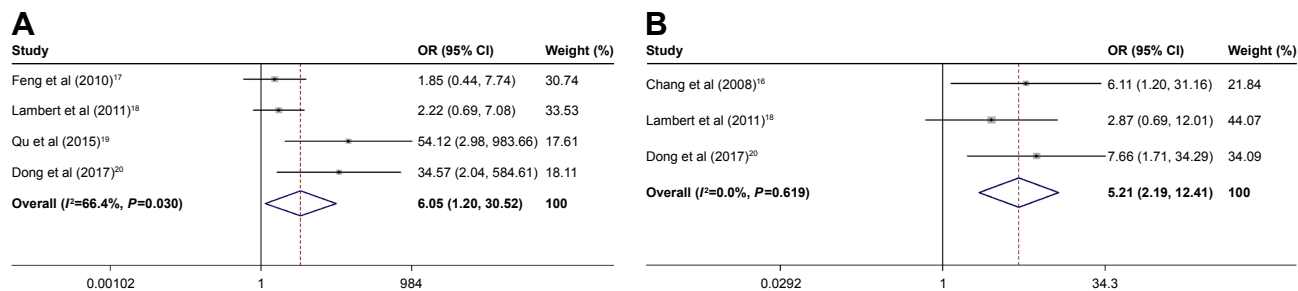 A
Study OR (95% CI) Weight (%)
Feng et al (2010)¹⁷ 1.85 (0.44, 7.74) 30.74
Lambert et al (2011)¹⁸ 2.22 (0.69, 7.08) 33.53
Qu et al (2015)¹⁹ 54.12 (2.98, 983.66) 17.61
Dong et al (2017)²⁰ 34.57 (2.04, 584.61) 18.11
Overall (I²=66.4%, P=0.030) 6.05 (1.20, 30.52) 100
0.00102 1 984
B
Study OR (95% CI) Weight (%)
Chang et al (2008)¹⁶ 6.11 (1.20, 31.16) 21.84
Lambert et al (2011)¹⁸ 2.87 (0.69, 12.01) 44.07
Dong et al (2017)²⁰ 7.66 (1.71, 34.29) 34.09
Overall (I²=0.0%, P=0.619) 5.21 (2.19, 12.41) 100
0.0292 1 34.3